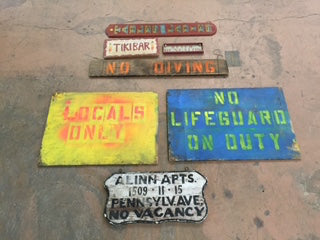 TIKI BAR
NO DIVING
LOCALS
ONLY
NO
LIFEGUARD
ON DUTY
ALINN APTS.
1509 · 11 · 15
PENNSYLV.AVE.
NO VACANCY